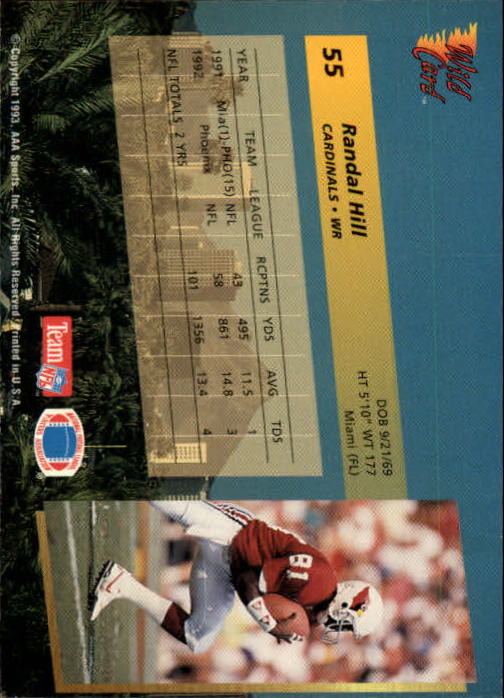 Wild
Card
TM
55
Randal Hill
CARDINALS • WR
DOB 9/21/69
HT 5'10" WT 177
Miami (FL)
YEAR TEAM LEAGUE RCPTNS YDS AVG TDS
1991 Mia(1)-PHO(15) NFL 43 495 11.5 1
1992 Phoenix NFL 58 861 14.8 3
NFL TOTALS 2 YRS 101 1356 13.4 4
Team
NFL
81
© Copyright 1993, AAA Sports, Inc. All Rights Reserved. Printed in U.S.A.